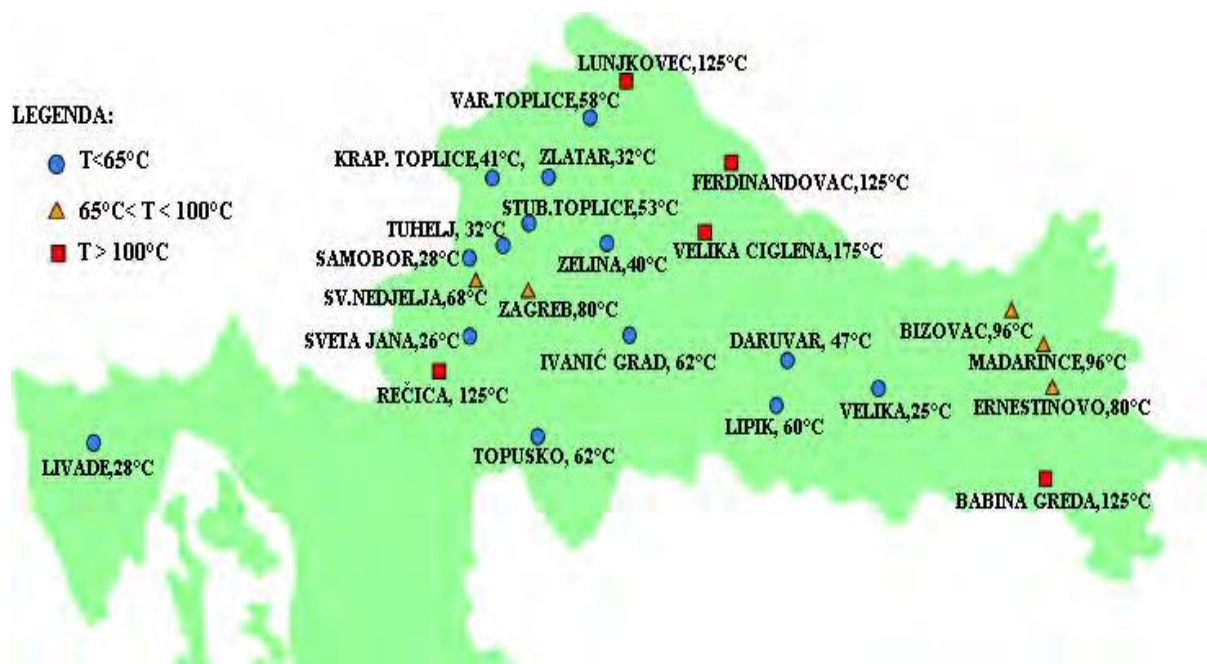 LUNJKOVEC,125°C
VAR.TOPLICE,58°C
LEGENDA:
T<65°C
65°C< T < 100°C
T > 100°C
KRAP. TOPLICE,41°C,
ZLATAR,32°C
FERDINANDOVAC,125°C
STUB.TOPLICE,53°C
TUHELJ, 32°C
SAMOBOR,28°C
ZELINA,40°C
VELIKA CIGLENA,175°C
SV.NEDJELJA,68°C
ZAGREB,80°C
SVETA JANA,26°C
IVANIĆ GRAD, 62°C
DARUVAR, 47°C
BIZOVAC,96°C
MADARINCE,96°C
REČICA, 125°C
LIPIK, 60°C
VELIKA,25°C
ERNESTINOVO,80°C
LIVADE,28°C
TOPUSKO, 62°C
BABINA GREDA,125°C